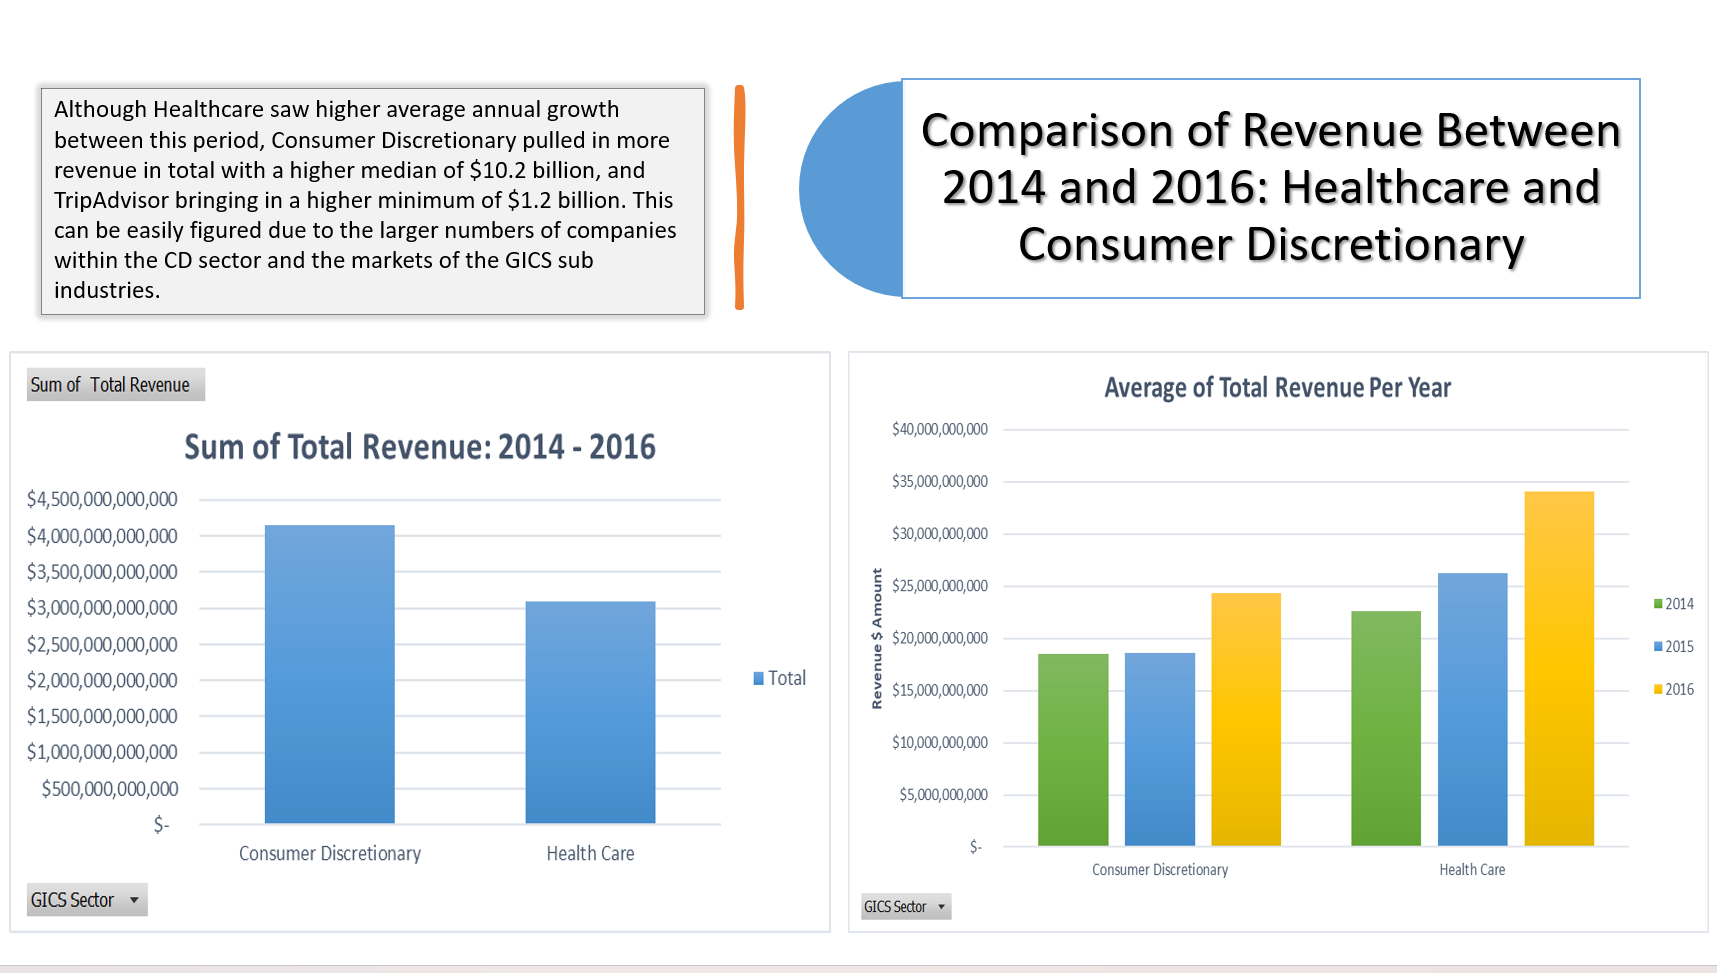 Although Healthcare saw higher average annual growth
between this period, Consumer Discretionary pulled in more
revenue in total with a higher median of $10.2 billion, and
TripAdvisor bringing in a higher minimum of $1.2 billion. This
can be easily figured due to the larger numbers of companies
within the CD sector and the markets of the GICS sub
industries.
Comparison of Revenue Between
2014 and 2016: Healthcare and
Consumer Discretionary
Sum of Total Revenue
Sum of Total Revenue: 2014 - 2016
$4,500,000,000,000
$4,000,000,000,000
$3,500,000,000,000
$3,000,000,000,000
$2,500,000,000,000
$2,000,000,000,000
$1,500,000,000,000
$1,000,000,000,000
$500,000,000,000
$-
Consumer Discretionary
Health Care
Total
GICS Sector
Average of Total Revenue Per Year
Revenue $ Amount
$40,000,000,000
$35,000,000,000
$30,000,000,000
$25,000,000,000
$20,000,000,000
$15,000,000,000
$10,000,000,000
$5,000,000,000
$-
Consumer Discretionary
Health Care
2014
2015
2016
GICS Sector